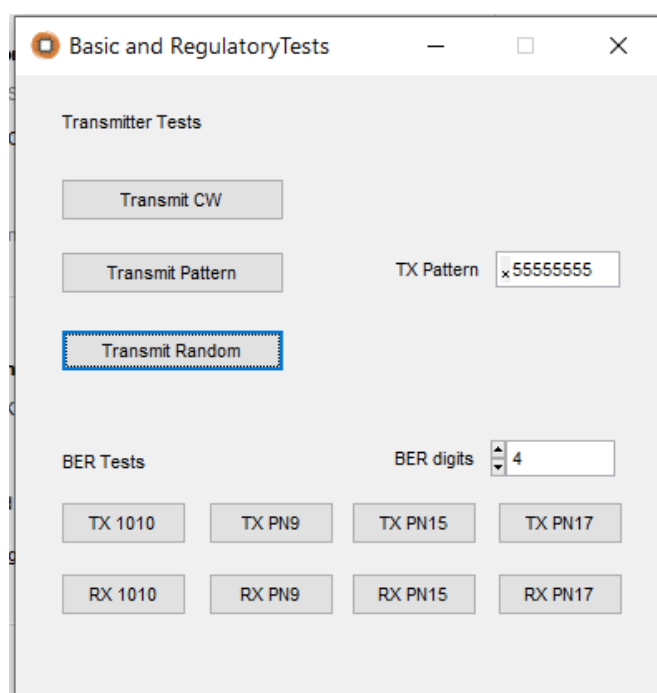 Basic and RegulatoryTests
Transmitter Tests
Transmit CW
Transmit Pattern TX Pattern x 55555555
Transmit Random
BER Tests BER digits 4
TX 1010 TX PN9 TX PN15 TX PN17
RX 1010 RX PN9 RX PN15 RX PN17